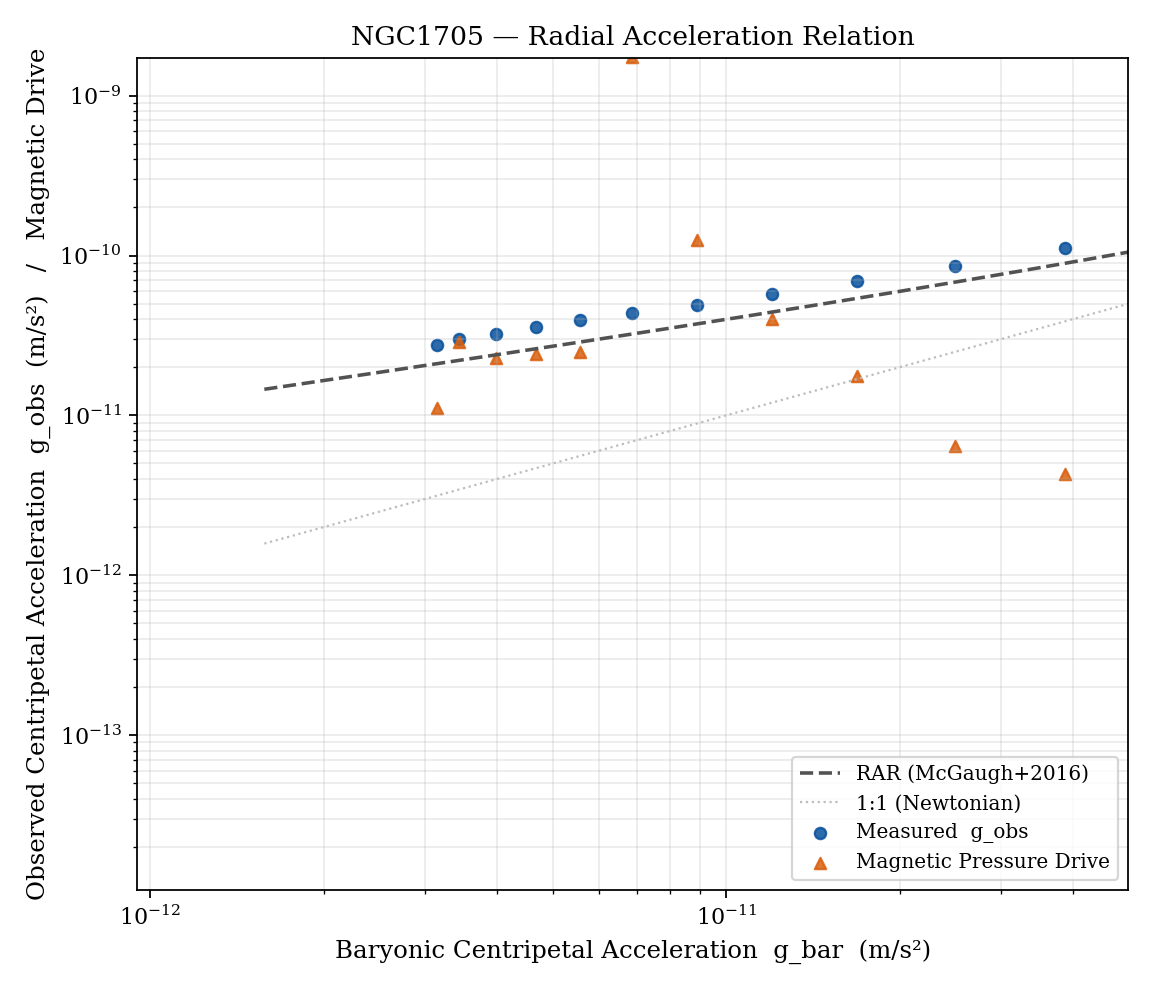 NGC1705 — Radial Acceleration Relation
Observed Centripetal Acceleration  g_obs  (m/s²)   /   Magnetic Drive
10⁻⁹
10⁻¹⁰
10⁻¹¹
10⁻¹²
10⁻¹³
RAR (McGaugh+2016)
1:1 (Newtonian)
Measured  g_obs
Magnetic Pressure Drive
10⁻¹²
10⁻¹¹
Baryonic Centripetal Acceleration  g_bar  (m/s²)